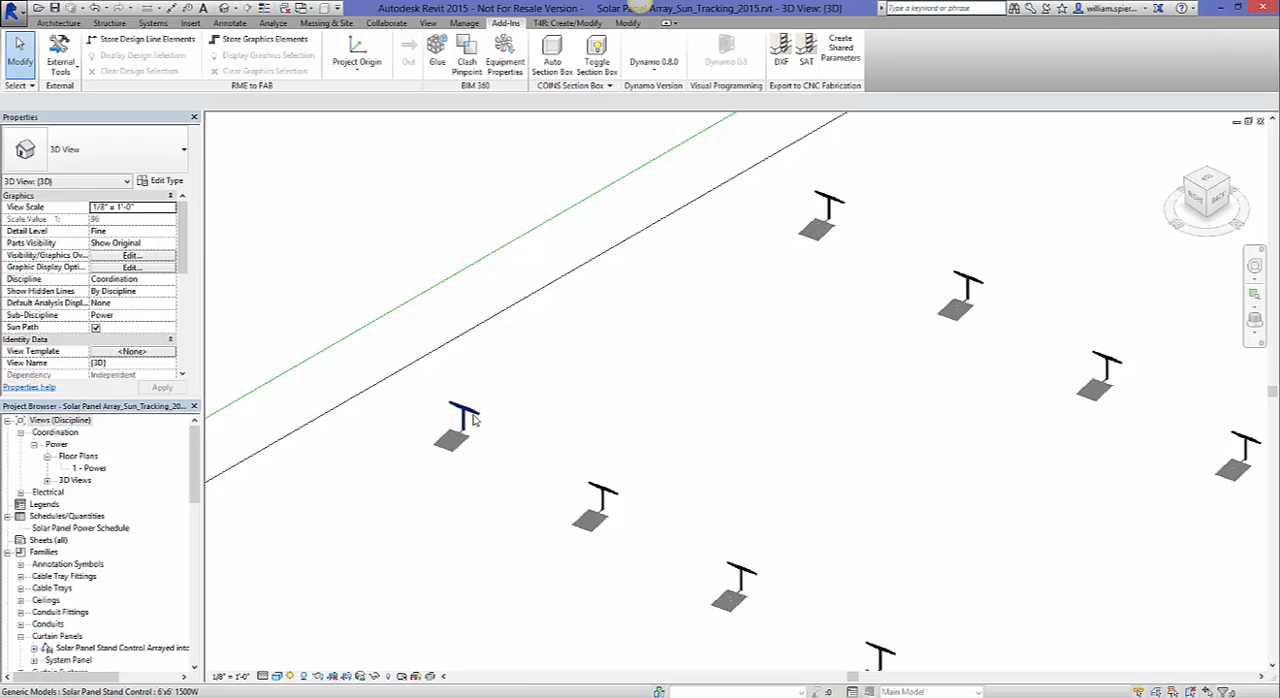 Autodesk Revit 2015 - Not For Resale Version - Solar Panel Array_Sun_Tracking_2015.rvt - 3D View: {3D}
Type a keyword or phrase
william.spier...
Architecture Structure Systems Insert Annotate Analyze Massing & Site Collaborate View Manage Add-Ins T4R: Create/Modify Modify
Modify
External
Tools
Store Design Line Elements
Display Design Selection
Clear Design Selection
Store Graphics Elements
Display Graphics Selection
Clear Graphics Selection
Project Origin
Out
Glue
Clash
Pinpoint
Equipment
Properties
Auto
Section Box
Toggle
Section Box
Dynamo 0.8.0
Dynamo 0.8
DXF
SAT
Create
Shared
Parameters
Select External RME to FAB BIM 360 COINS Section Box Dynamo Version Visual Programming Export to CNC Fabrication
Properties
3D View
3D View: {3D} Edit Type
Graphics
View Scale 1/8" = 1'-0"
Scale Value 1: 96
Detail Level Fine
Parts Visibility Show Original
Visibility/Graphics Ov... Edit...
Graphic Display Opti... Edit...
Discipline Coordination
Show Hidden Lines By Discipline
Default Analysis Displ... None
Sub-Discipline Power
Sun Path
Identity Data
View Template <None>
View Name {3D}
Dependency Independent
Properties help Apply
Project Browser - Solar Panel Array_Sun_Tracking_20...
Views (Discipline)
Coordination
Power
Floor Plans
1 - Power
3D Views
Electrical
Legends
Schedules/Quantities
Solar Panel Power Schedule
Sheets (all)
Families
Annotation Symbols
Cable Tray Fittings
Cable Trays
Ceilings
Conduit Fittings
Conduits
Curtain Panels
Solar Panel Stand Control Arrayed into
System Panel
RIGHT
BACK
1/8" = 1'-0"
Generic Models : Solar Panel Stand Control : 6'x6' 1500W
:0
Main Model